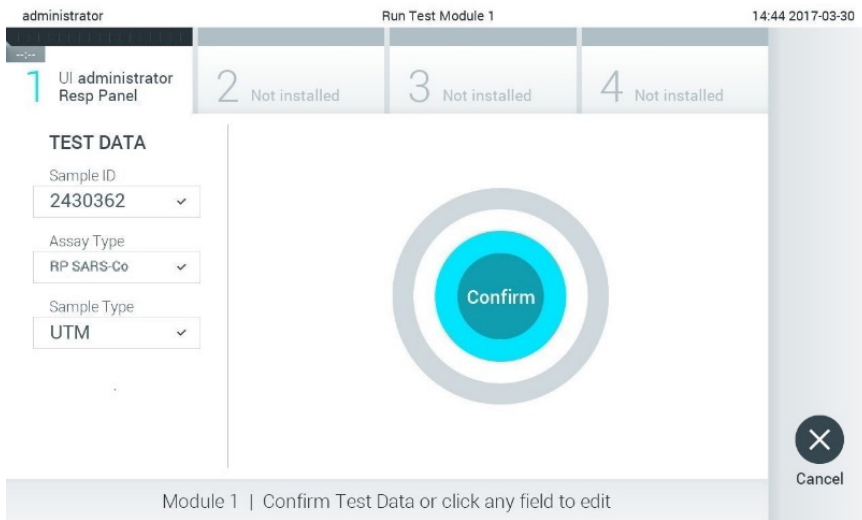 administrator
Run Test Module 1
14:44 2017-03-30
--:--
1 UI administrator
Resp Panel
2 Not installed
3 Not installed
4 Not installed
TEST DATA
Sample ID
2430362
Assay Type
RP SARS-Co
Sample Type
UTM
Confirm
Cancel
Module 1 | Confirm Test Data or click any field to edit